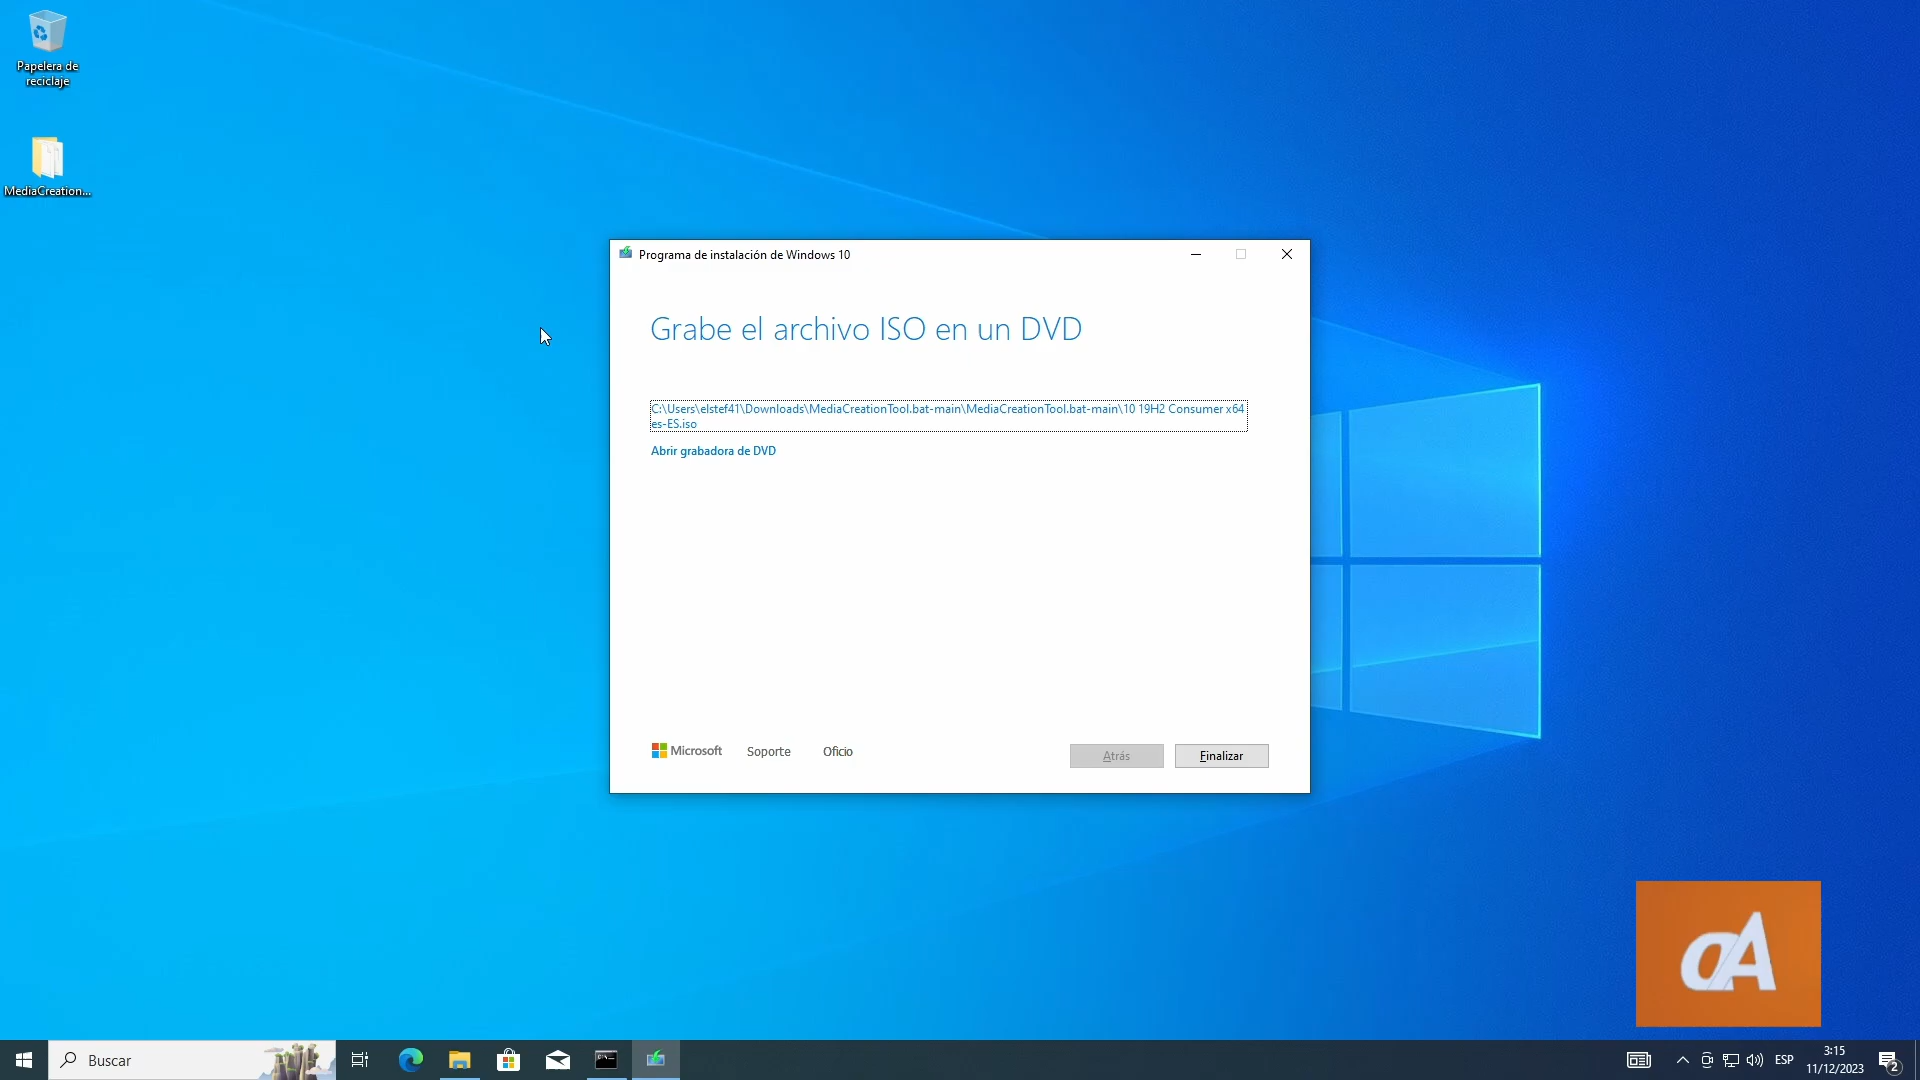 Papelera de
reciclaje
MediaCreation...
Programa de instalación de Windows 10
Grabe el archivo ISO en un DVD
C:\Users\elstef41\Downloads\MediaCreationTool.bat-main\MediaCreationTool.bat-main\10 19H2 Consumer x64
es-ES.iso
Abrir grabadora de DVD
Microsoft
Soporte
Oficio
Atrás
Finalizar
Buscar
ESP
3:15
11/12/2023
2